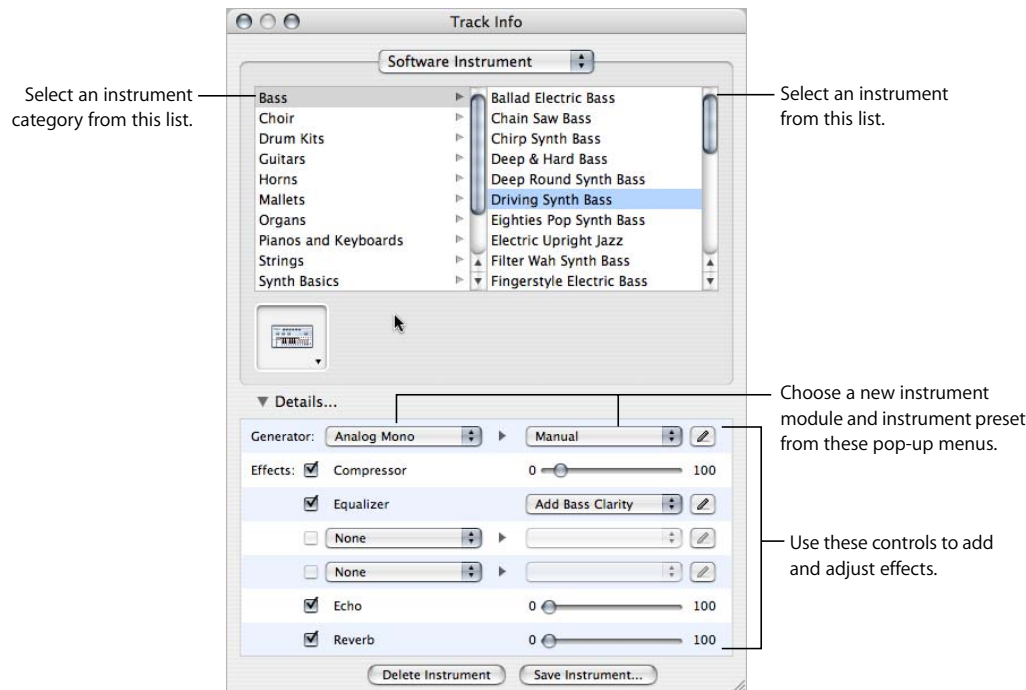 Track Info
Software Instrument
Select an instrument
category from this list.
Bass
Choir
Drum Kits
Guitars
Horns
Mallets
Organs
Pianos and Keyboards
Strings
Synth Basics
Ballad Electric Bass
Chain Saw Bass
Chirp Synth Bass
Deep & Hard Bass
Deep Round Synth Bass
Driving Synth Bass
Eighties Pop Synth Bass
Electric Upright Jazz
Filter Wah Synth Bass
Fingerstyle Electric Bass
Select an instrument
from this list.
Details...
Choose a new instrument
module and instrument preset
from these pop-up menus.
Generator: Analog Mono Manual
Effects: Compressor 0 100
Equalizer Add Bass Clarity
None
None
Echo 0 100
Reverb 0 100
Use these controls to add
and adjust effects.
Delete Instrument Save Instrument...